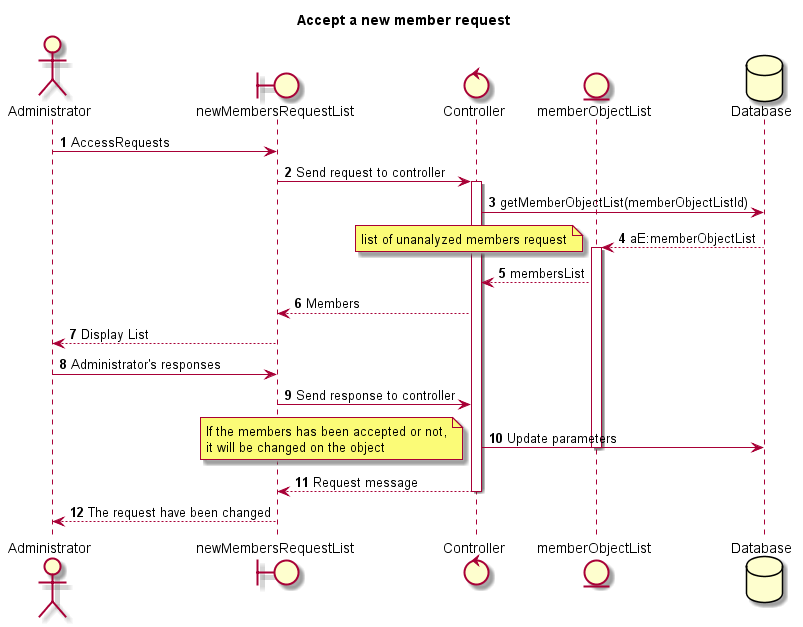 Accept a new member request
Administrator
newMembersRequestList
Controller
memberObjectList
Database
1 AccessRequests
2 Send request to controller
3 getMemberObjectList(memberObjectListId)
list of unanalyzed members request
4 aE:memberObjectList
5 membersList
6 Members
7 Display List
8 Administrator's responses
9 Send response to controller
If the members has been accepted or not,
it will be changed on the object
10 Update parameters
11 Request message
12 The request have been changed
Administrator
newMembersRequestList
Controller
memberObjectList
Database